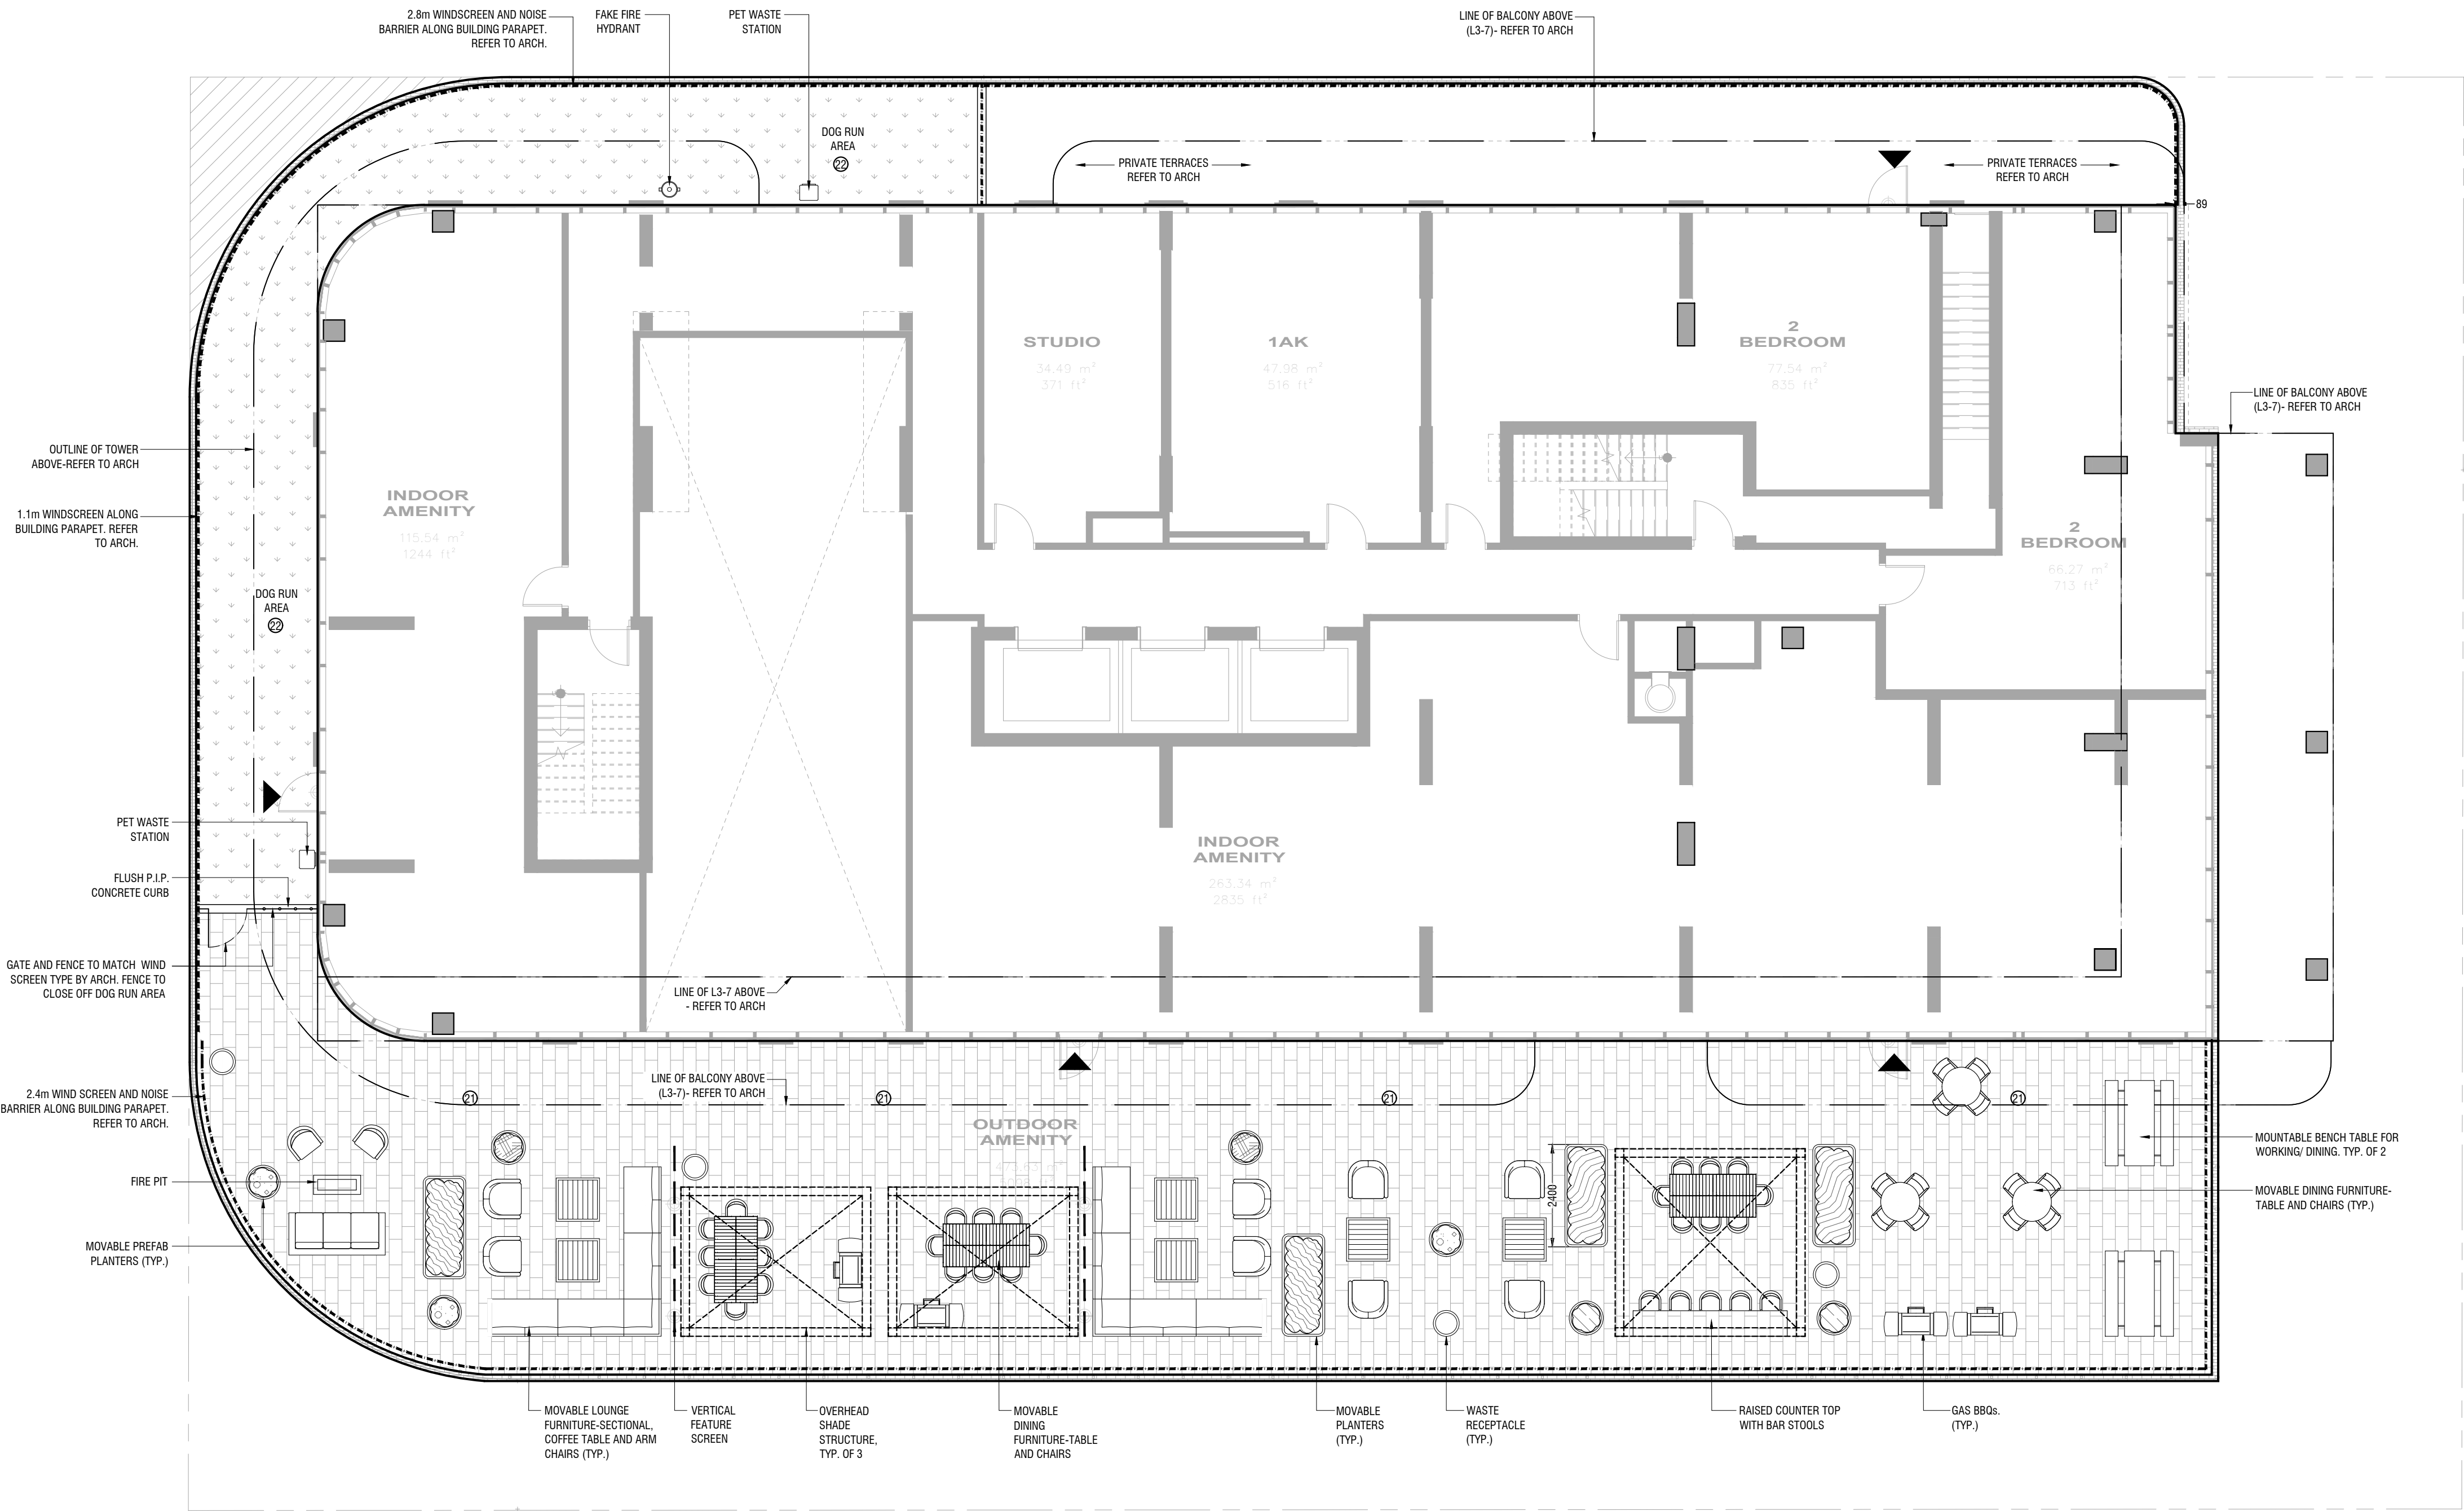 2.8m WINDSCREEN AND NOISE
BARRIER ALONG BUILDING PARAPET.
REFER TO ARCH.
FAKE FIRE
HYDRANT
PET WASTE
STATION
LINE OF BALCONY ABOVE
(L3-7)- REFER TO ARCH
DOG RUN
AREA
22
PRIVATE TERRACES
REFER TO ARCH
PRIVATE TERRACES
REFER TO ARCH
89
STUDIO
34.49 m²
371 ft²
1AK
47.98 m²
516 ft²
2
BEDROOM
77.54 m²
835 ft²
LINE OF BALCONY ABOVE
(L3-7)- REFER TO ARCH
OUTLINE OF TOWER
ABOVE-REFER TO ARCH
INDOOR
AMENITY
115.54 m²
1244 ft²
1.1m WINDSCREEN ALONG
BUILDING PARAPET. REFER
TO ARCH.
2
BEDROOM
66.27 m²
713 ft²
DOG RUN
AREA
22
PET WASTE
STATION
INDOOR
AMENITY
263.34 m²
2835 ft²
FLUSH P.I.P.
CONCRETE CURB
GATE AND FENCE TO MATCH WIND
SCREEN TYPE BY ARCH. FENCE TO
CLOSE OFF DOG RUN AREA
LINE OF L3-7 ABOVE
- REFER TO ARCH
2.4m WIND SCREEN AND NOISE
BARRIER ALONG BUILDING PARAPET.
REFER TO ARCH.
LINE OF BALCONY ABOVE
(L3-7)- REFER TO ARCH
21
21
21
21
OUTDOOR
AMENITY
MOUNTABLE BENCH TABLE FOR
WORKING/ DINING. TYP. OF 2
FIRE PIT
2400
MOVABLE DINING FURNITURE-
TABLE AND CHAIRS (TYP.)
MOVABLE PREFAB
PLANTERS (TYP.)
MOVABLE LOUNGE
FURNITURE-SECTIONAL,
COFFEE TABLE AND ARM
CHAIRS (TYP.)
VERTICAL
FEATURE
SCREEN
OVERHEAD
SHADE
STRUCTURE,
TYP. OF 3
MOVABLE
DINING
FURNITURE-TABLE
AND CHAIRS
MOVABLE
PLANTERS
(TYP.)
WASTE
RECEPTACLE
(TYP.)
RAISED COUNTER TOP
WITH BAR STOOLS
GAS BBQs.
(TYP.)